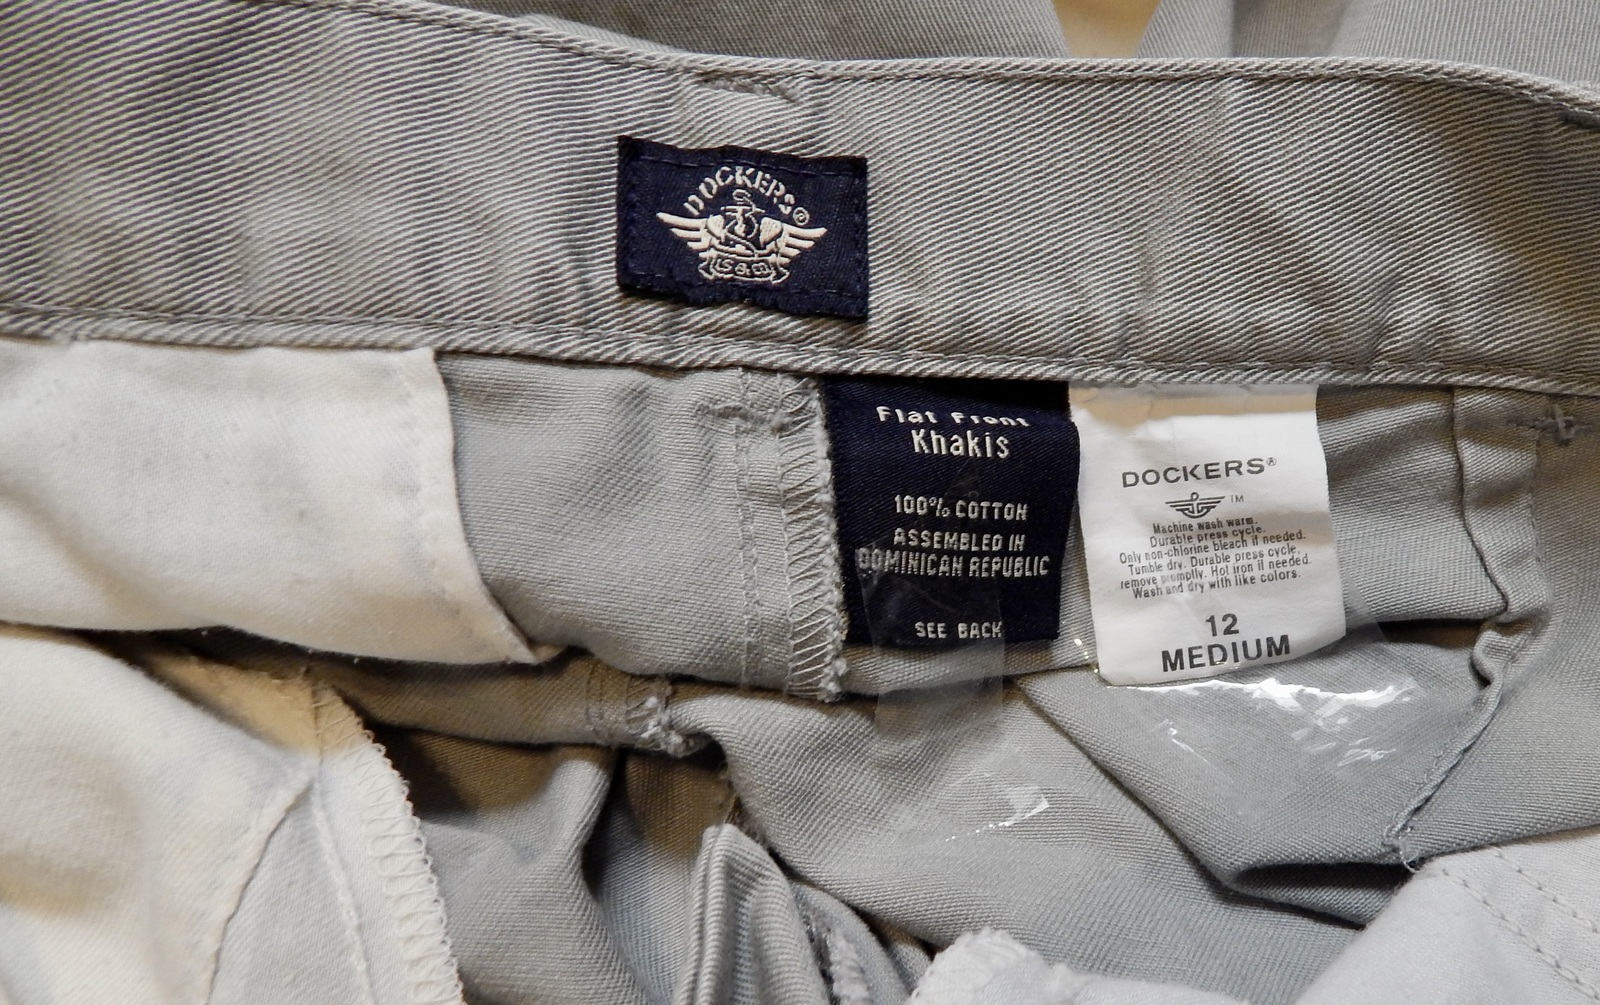 DOCKERS®
LS&CO
Flat Front
Khakis
100% COTTON
ASSEMBLED IN
DOMINICAN REPUBLIC
SEE BACK
DOCKERS®
TM
Machine wash warm.
Durable press cycle.
Only non-chlorine bleach if needed.
Tumble dry. Durable press cycle,
remove promptly. Hot iron if needed.
Wash and dry with like colors.
12
MEDIUM